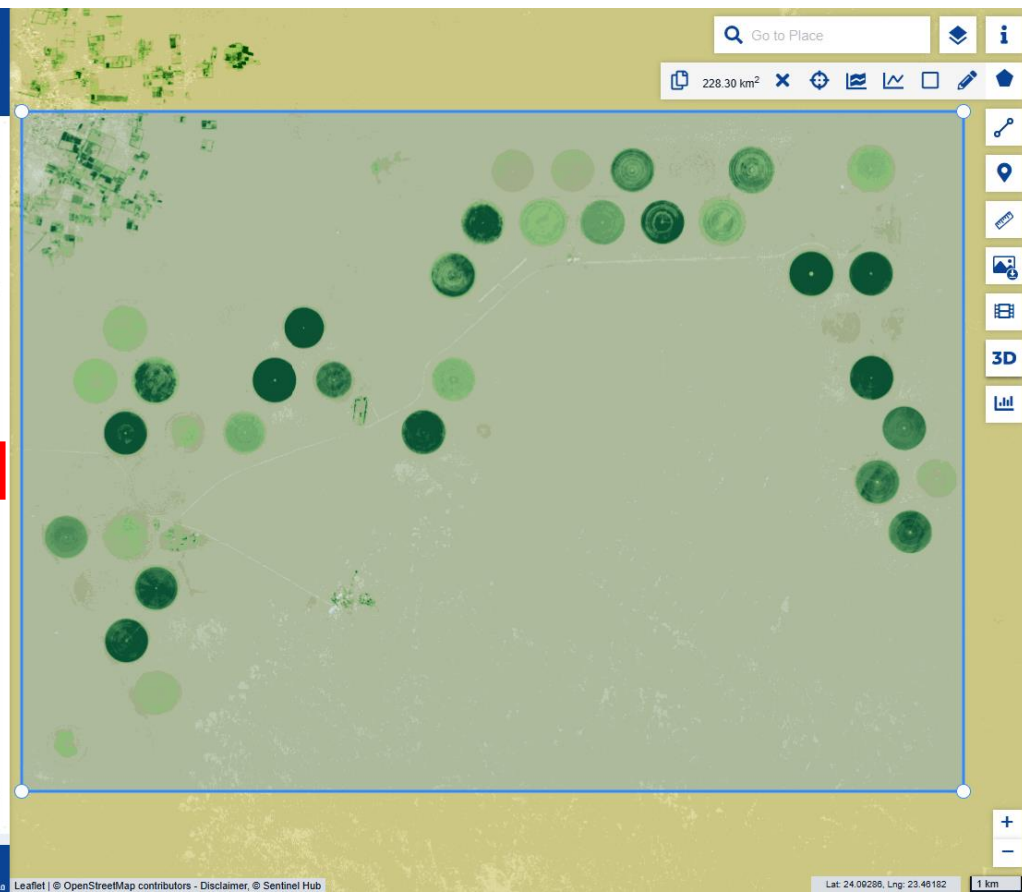 Go to Place
228.30 km²
3D
Leaflet | © OpenStreetMap contributors - Disclaimer, © Sentinel Hub
Lat: 24.09286, Lng: 23.46182
1 km